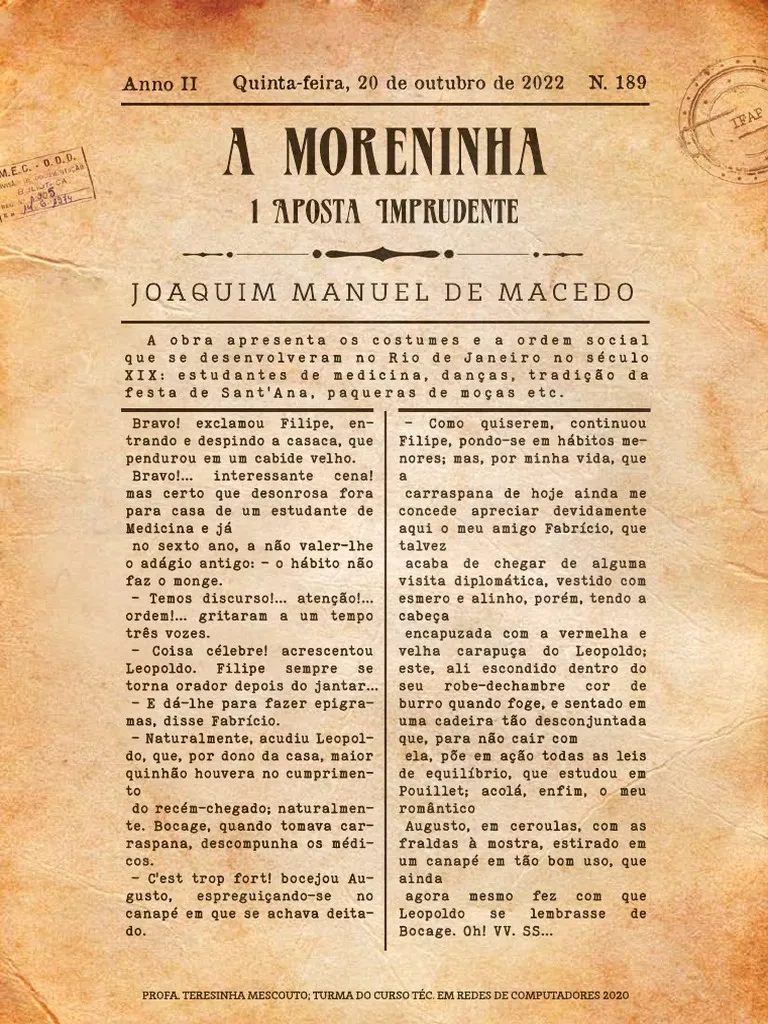 Anno II Quinta-feira, 20 de outubro de 2022 N. 189
IFAP
M.E.C. - D.D.D.
A MORENINHA
1 APOSTA IMPRUDENTE
JOAQUIM MANUEL DE MACEDO
A obra apresenta os costumes e a ordem social
que se desenvolveram no Rio de Janeiro no século
XIX: estudantes de medicina, danças, tradição da
festa de Sant'Ana, paqueras de moças etc.
Bravo! exclamou Filipe, en-
trando e despindo a casaca, que
pendurou em um cabide velho.
Bravo!... interessante cena!
mas certo que desonrosa fora
para casa de um estudante de
Medicina e já
no sexto ano, a não valer-lhe
o adágio antigo: - o hábito não
faz o monge.
- Temos discurso!... atenção!...
ordem!... gritaram a um tempo
três vozes.
- Coisa célebre! acrescentou
Leopoldo. Filipe sempre se
torna orador depois do jantar...
- E dá-lhe para fazer epigra-
mas, disse Fabrício.
- Naturalmente, acudiu Leopol-
do, que, por dono da casa, maior
quinhão houvera no cumprimen-
to
do recém-chegado; naturalmen-
te. Bocage, quando tomava car-
raspana, descompunha os médi-
cos.
- C'est trop fort! bocejou Au-
gusto, espreguiçando-se no
canapé em que se achava deita-
do.
- Como quiserem, continuou
Filipe, pondo-se em hábitos me-
nores; mas, por minha vida, que
a
carraspana de hoje ainda me
concede apreciar devidamente
aqui o meu amigo Fabrício, que
talvez
acaba de chegar de alguma
visita diplomática, vestido com
esmero e alinho, porém, tendo a
cabeça
encapuzada com a vermelha e
velha carapuça do Leopoldo;
este, ali escondido dentro do
seu robe-dechambre cor de
burro quando foge, e sentado em
uma cadeira tão desconjuntada
que, para não cair com
ela, põe em ação todas as leis
de equilíbrio, que estudou em
Pouillet; acolá, enfim, o meu
romântico
Augusto, em ceroulas, com as
fraldas à mostra, estirado em
um canapé em tão bom uso, que
ainda
agora mesmo fez com que
Leopoldo se lembrasse de
Bocage. Oh! VV. SS...
PROFA. TERESINHA MESCOUTO; TURMA DO CURSO TÉC. EM REDES DE COMPUTADORES 2020